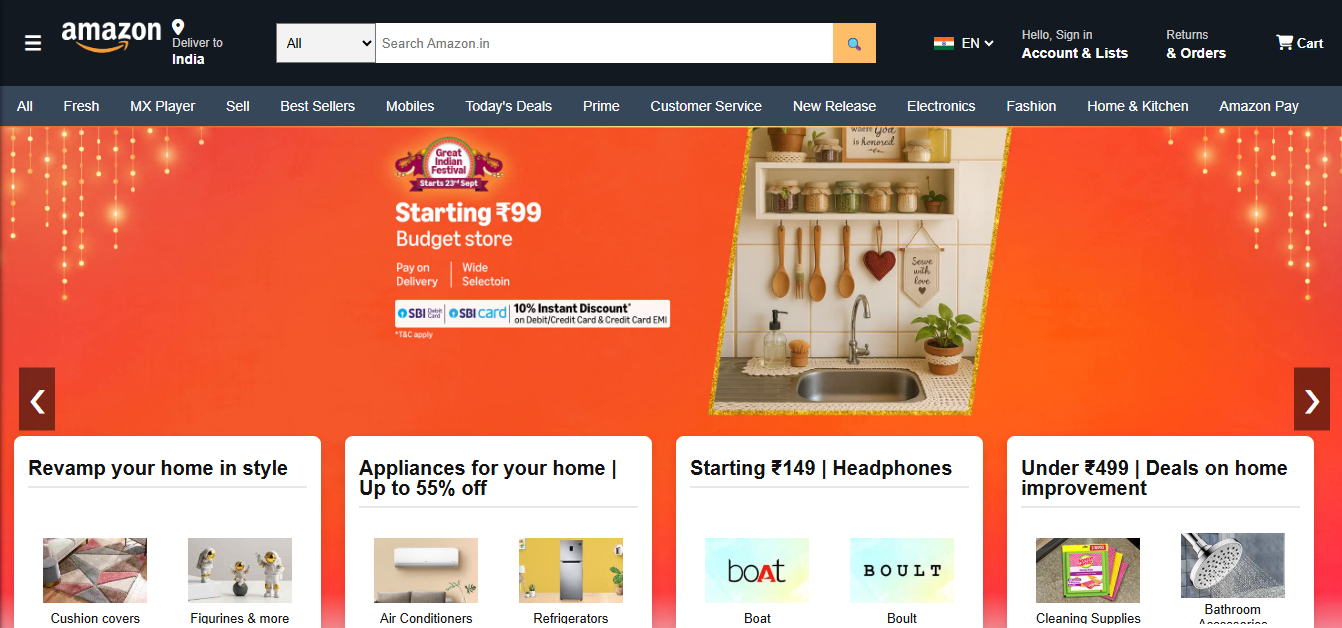 amazon
Deliver to
India
All
Search Amazon.in
EN
Hello, Sign in
Account & Lists
Returns
& Orders
Cart
All Fresh MX Player Sell Best Sellers Mobiles Today's Deals Prime Customer Service New Release Electronics Fashion Home & Kitchen Amazon Pay
Great
Indian
Festival
Starts 23rd Sept
Starting ₹99
Budget store
Pay on
Delivery
Wide
Selectoin
SBI Debit Card
SBI card
10% Instant Discount*
on Debit/Credit Card & Credit Card EMI
*T&C apply
where God
is honored
Serve
with
love
Revamp your home in style
Cushion covers
Figurines & more
Appliances for your home |
Up to 55% off
Air Conditioners
Refrigerators
Starting ₹149 | Headphones
boAt
Boat
BOULT
Boult
Under ₹499 | Deals on home
improvement
Cleaning Supplies
Bathroom
Accessories